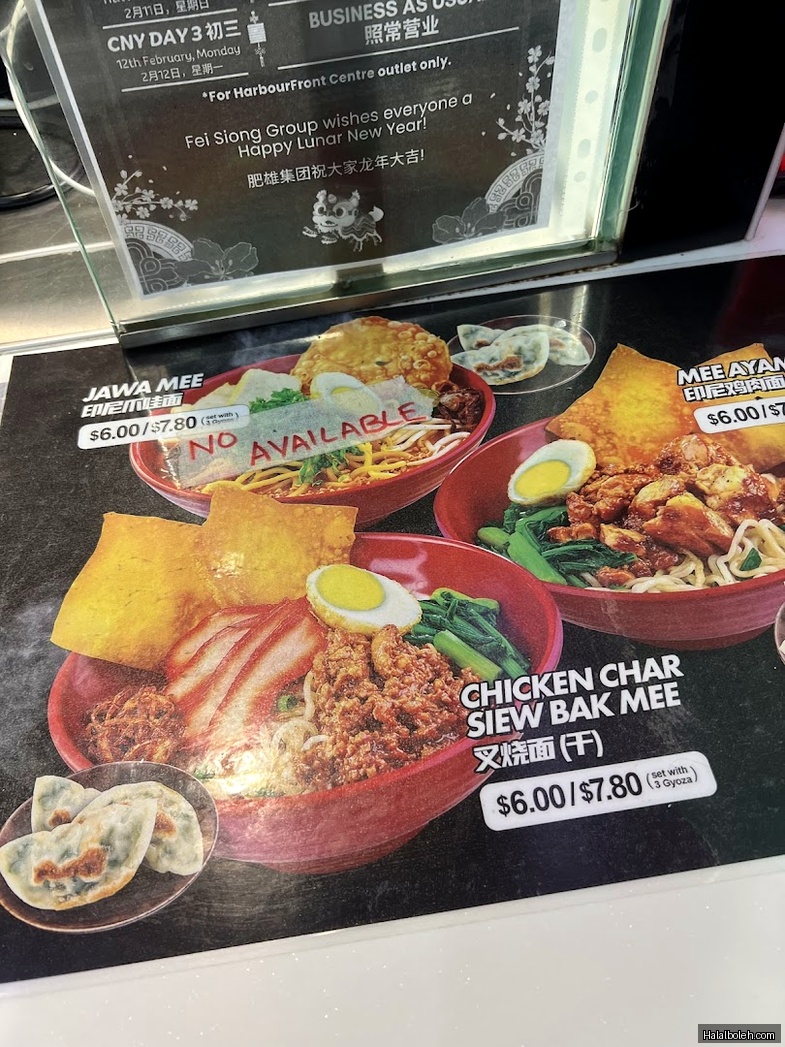 2月11日, 星期日
CNY DAY 3 初三
12th February, Monday
2月12日, 星期一
BUSINESS AS
照常营业
*For HarbourFront Centre outlet only.
Fei Siong Group wishes everyone a
Happy Lunar New Year!
肥雄集团祝大家龙年大吉!
JAWA MEE
印尼爪哇面
$6.00/$7.80 (set with 3 Gyoza)
NO AVAILABLE
MEE AYAM
印尼鸡肉面
$6.00/$7
CHICKEN CHAR
SIEW BAK MEE
叉烧面 (干)
$6.00/$7.80 (set with 3 Gyoza)
Halalboleh.com